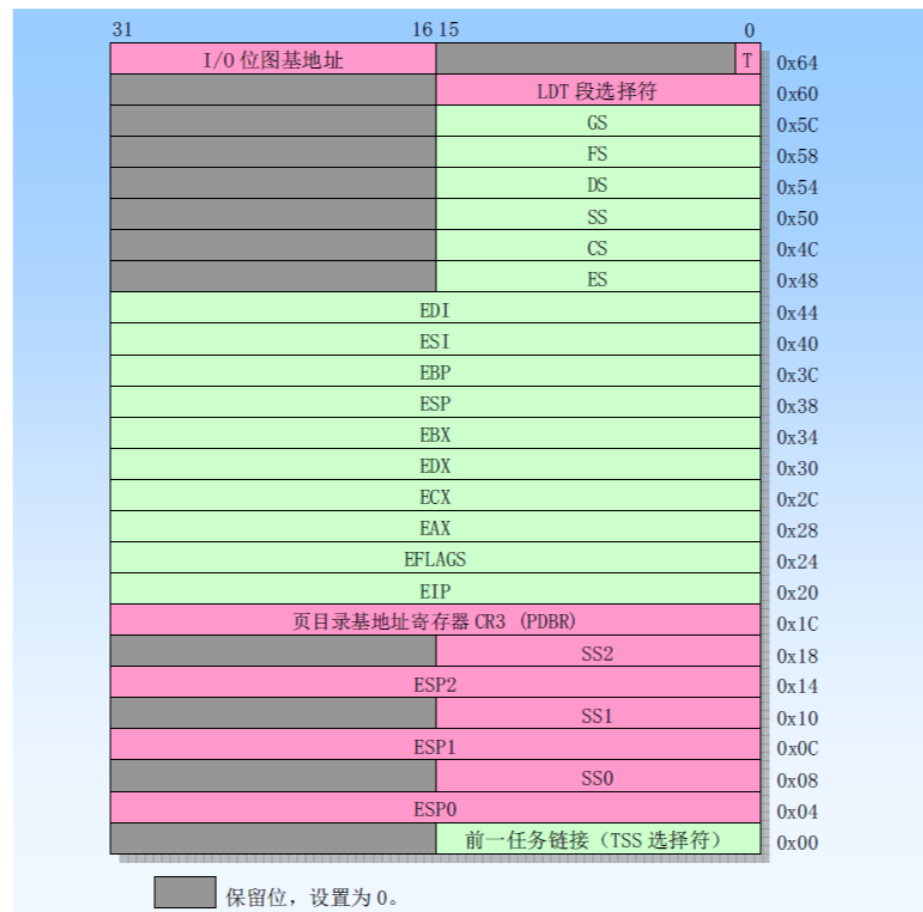 31 16 15 0
I/O 位图基地址 T 0x64
LDT 段选择符 0x60
GS 0x5C
FS 0x58
DS 0x54
SS 0x50
CS 0x4C
ES 0x48
EDI 0x44
ESI 0x40
EBP 0x3C
ESP 0x38
EBX 0x34
EDX 0x30
ECX 0x2C
EAX 0x28
EFLAGS 0x24
EIP 0x20
页目录基地址寄存器 CR3 (PDBR) 0x1C
SS2 0x18
ESP2 0x14
SS1 0x10
ESP1 0x0C
SS0 0x08
ESP0 0x04
前一任务链接（TSS 选择符） 0x00
保留位，设置为 0。